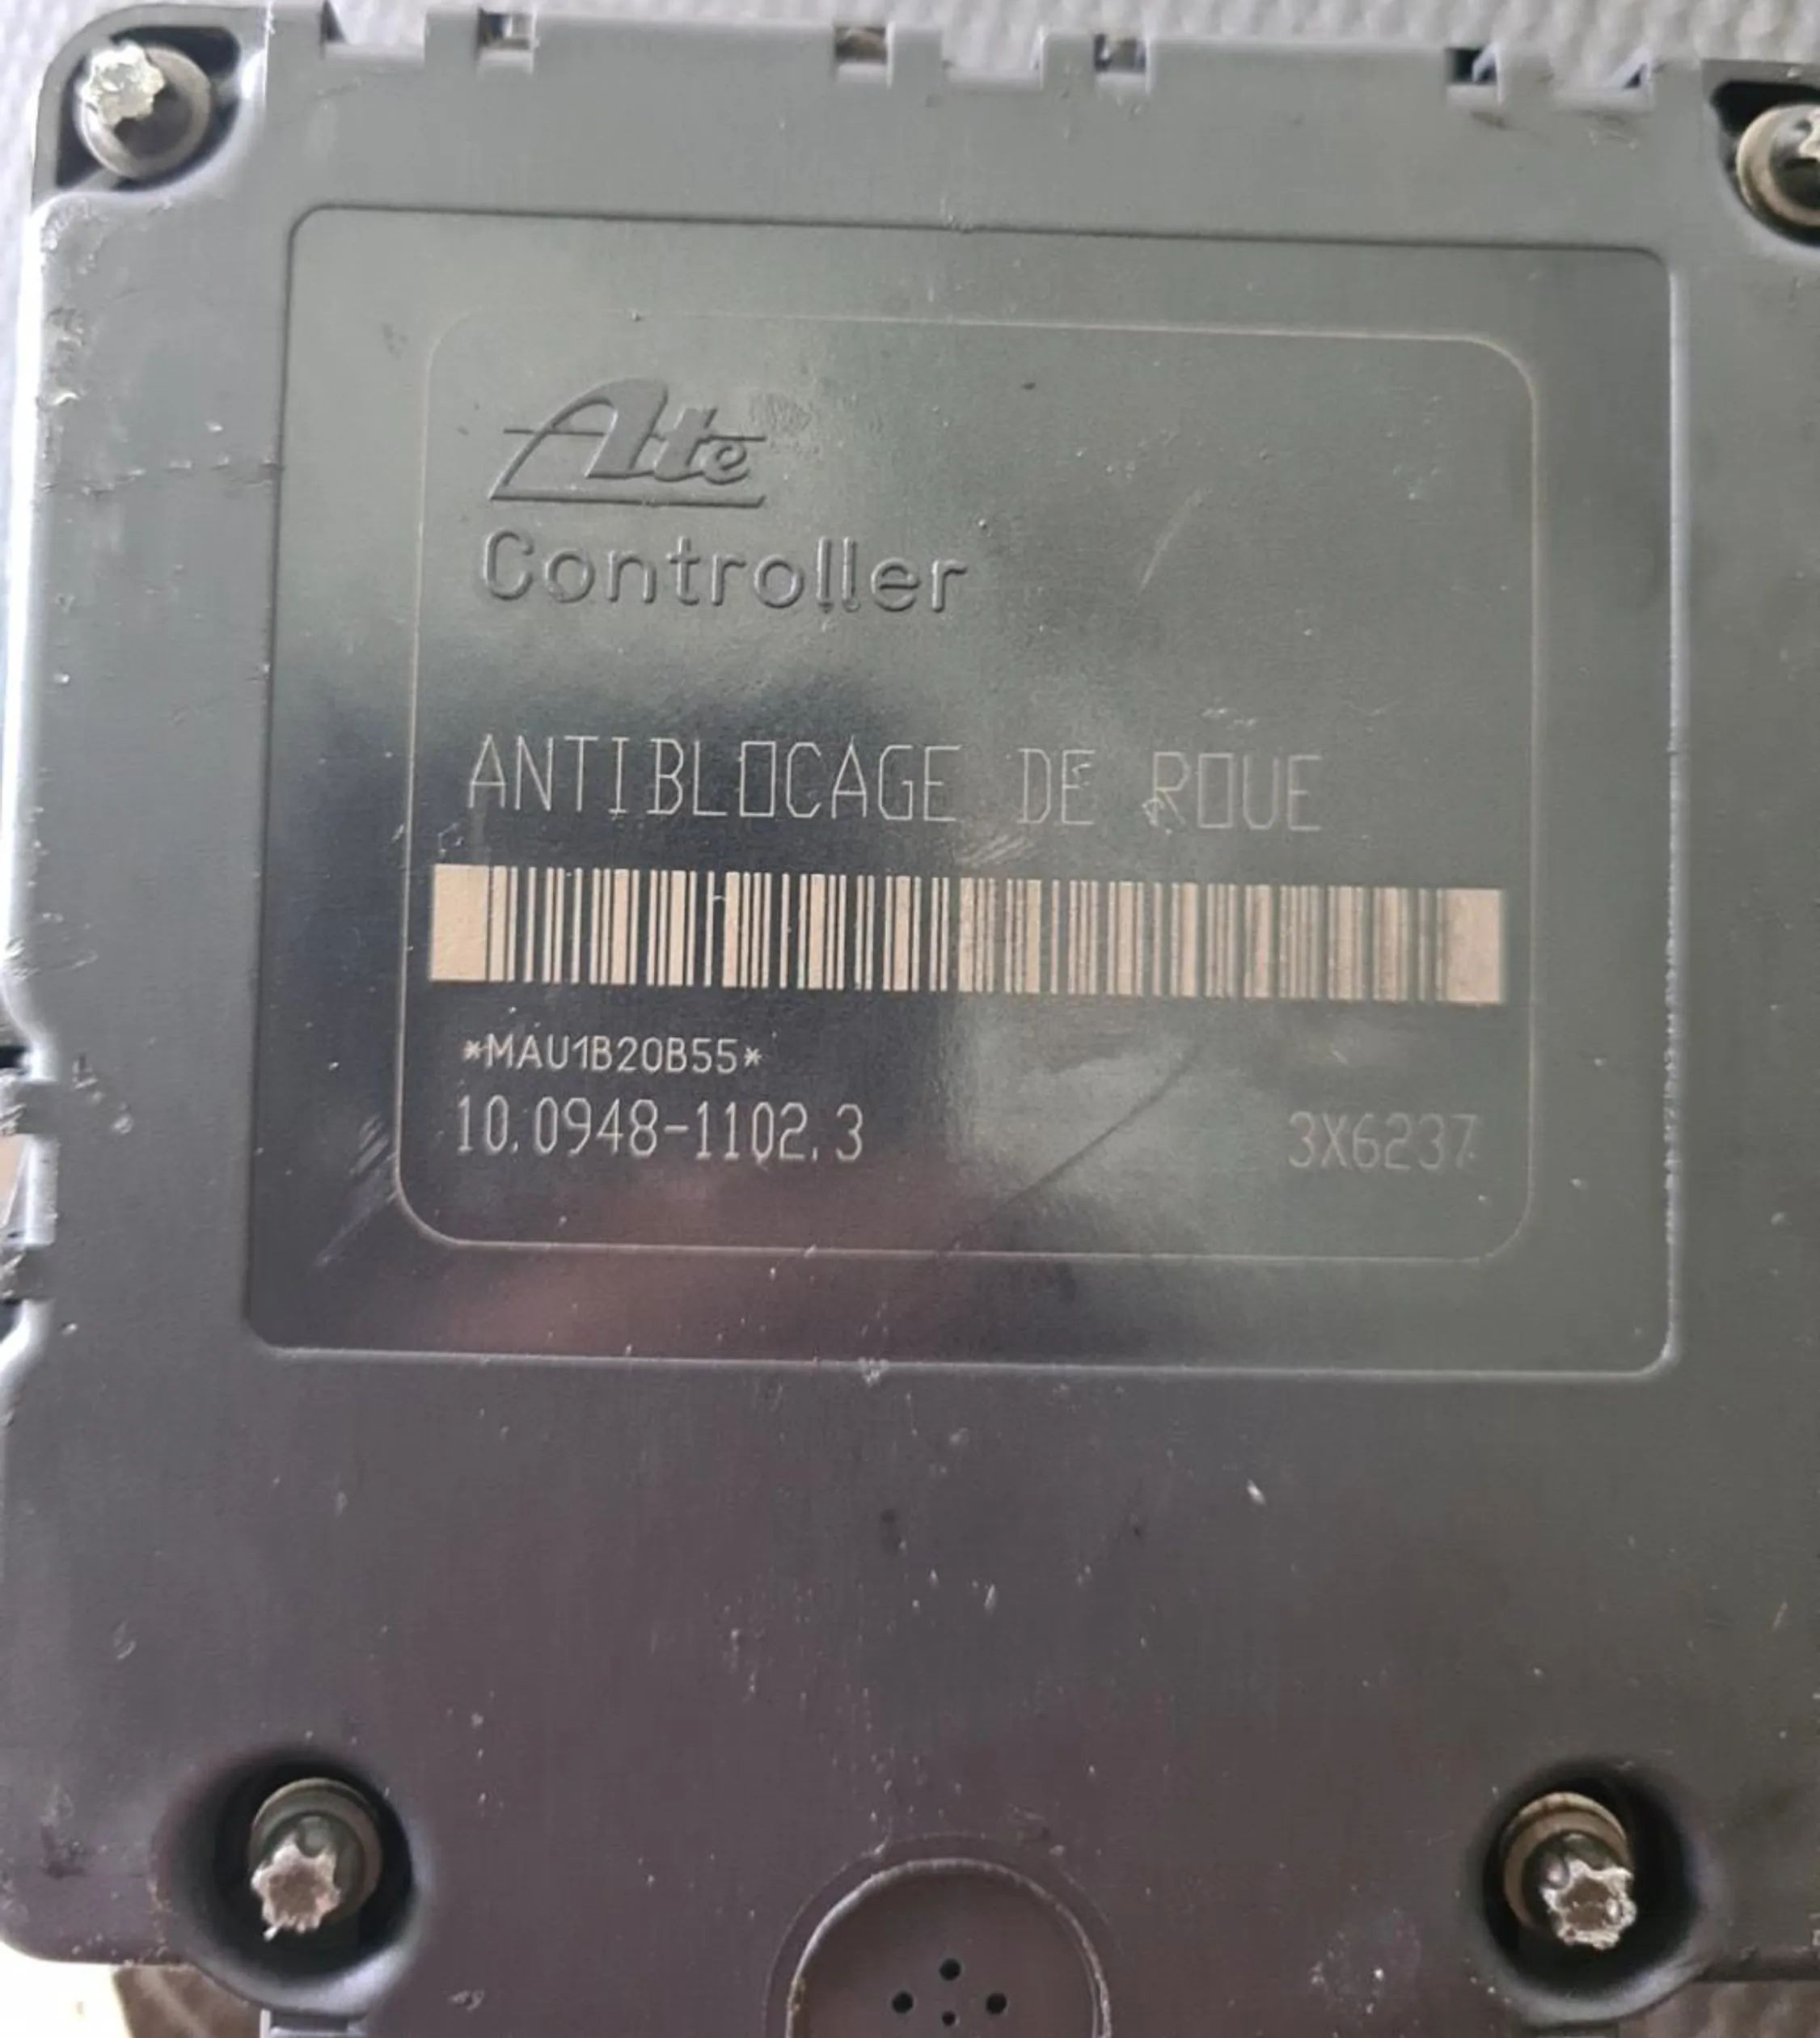 Ate
Controller
ANTIBLOCAGE DE ROUE
*MAU1B20B55*
10.0948-1102.3 3X6237